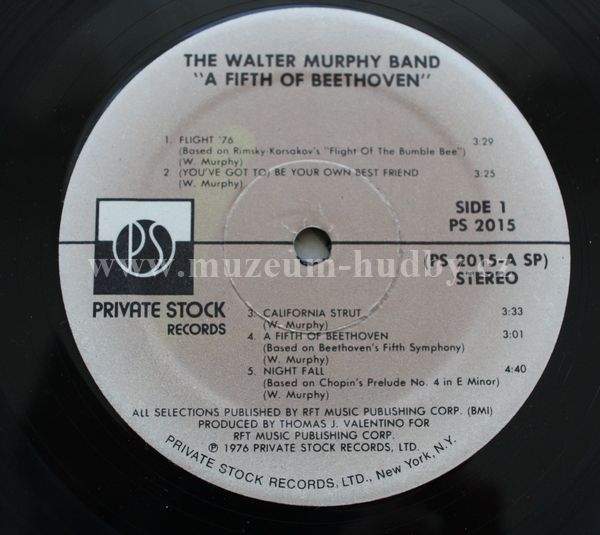 THE WALTER MURPHY BAND
"A FIFTH OF BEETHOVEN"
1. FLIGHT '76 3:29
(Based on Rimsky-Korsakov's "Flight Of The Bumble Bee")
(W. Murphy)
2. (YOU'VE GOT TO) BE YOUR OWN BEST FRIEND 3:25
(W. Murphy)
SIDE 1
PS 2015
PS
www.muzeum-hudby
(PS 2015-A SP)
STEREO
PRIVATE STOCK
RECORDS
3. CALIFORNIA STRUT 3:33
(W. Murphy)
4. A FIFTH OF BEETHOVEN 3:01
(Based on Beethoven's Fifth Symphony)
(W. Murphy)
5. NIGHT FALL 4:40
(Based on Chopin's Prelude No. 4 in E Minor)
(W. Murphy)
ALL SELECTIONS PUBLISHED BY RFT MUSIC PUBLISHING CORP. (BMI)
PRODUCED BY THOMAS J. VALENTINO FOR
RFT MUSIC PUBLISHING CORP.
℗ 1976 PRIVATE STOCK RECORDS, LTD.
PRIVATE STOCK RECORDS, LTD., New York, N.Y.